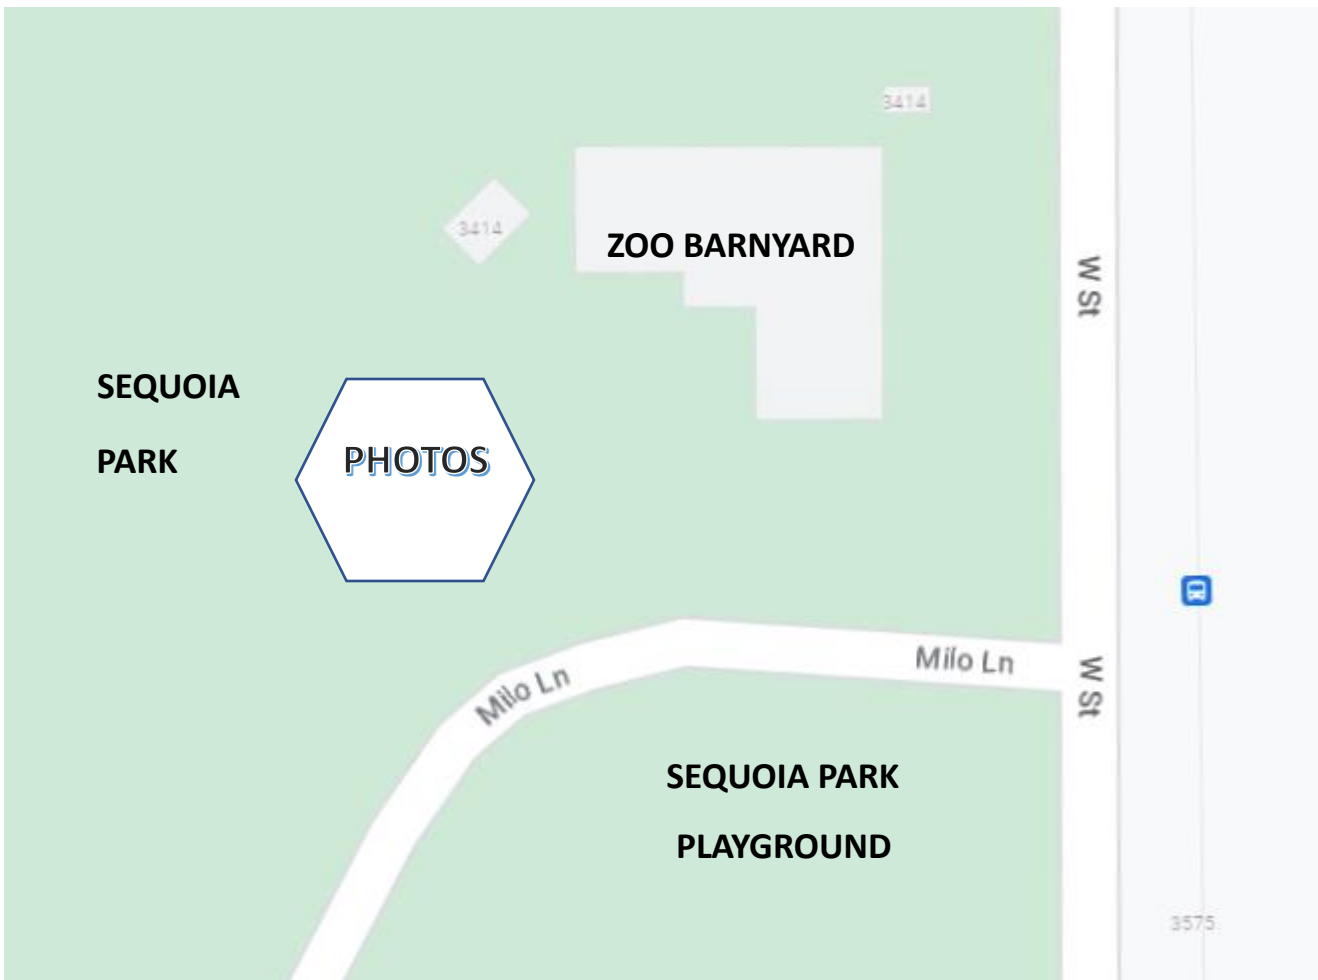 3414
3414
ZOO BARNYARD
W St
SEQUOIA
PARK
PHOTOS
Milo Ln
Milo Ln
W St
SEQUOIA PARK
PLAYGROUND
3575